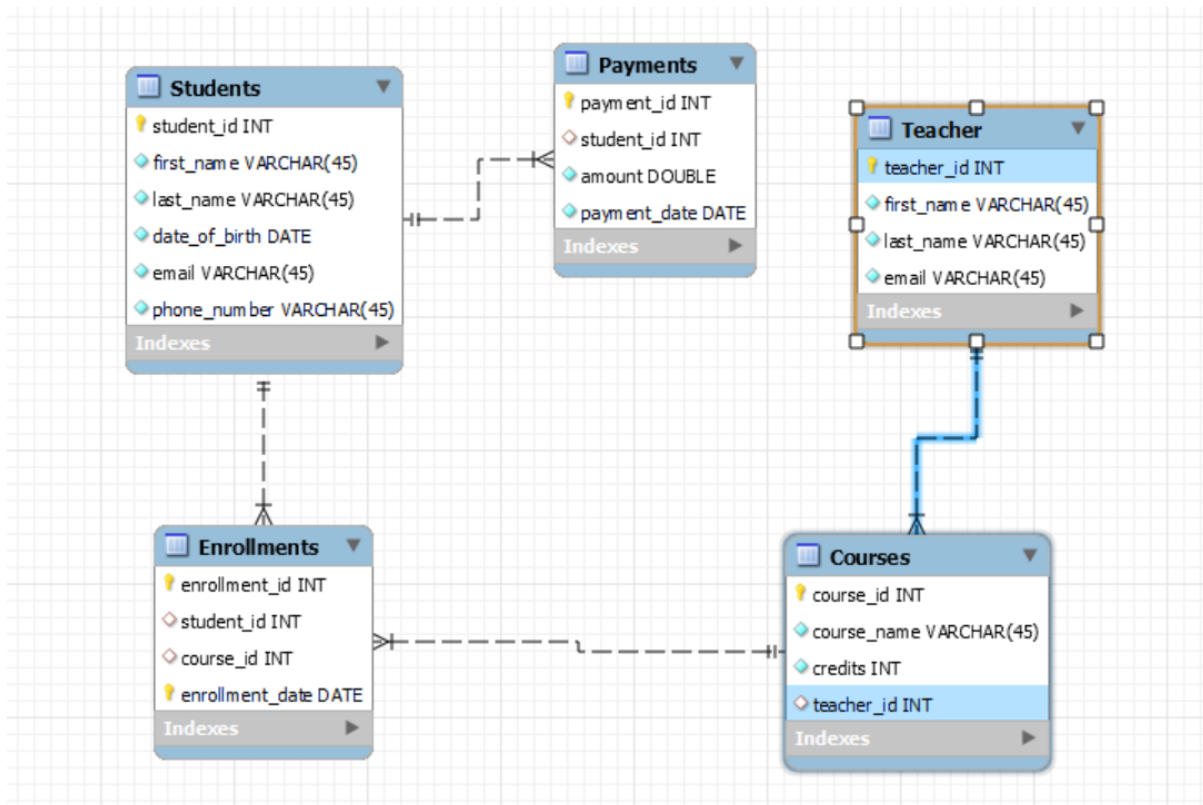 Students
student_id INT
first_name VARCHAR(45)
last_name VARCHAR(45)
date_of_birth DATE
email VARCHAR(45)
phone_number VARCHAR(45)
Indexes
Payments
payment_id INT
student_id INT
amount DOUBLE
payment_date DATE
Indexes
Teacher
teacher_id INT
first_name VARCHAR(45)
last_name VARCHAR(45)
email VARCHAR(45)
Indexes
Enrollments
enrollment_id INT
student_id INT
course_id INT
enrollment_date DATE
Indexes
Courses
course_id INT
course_name VARCHAR(45)
credits INT
teacher_id INT
Indexes